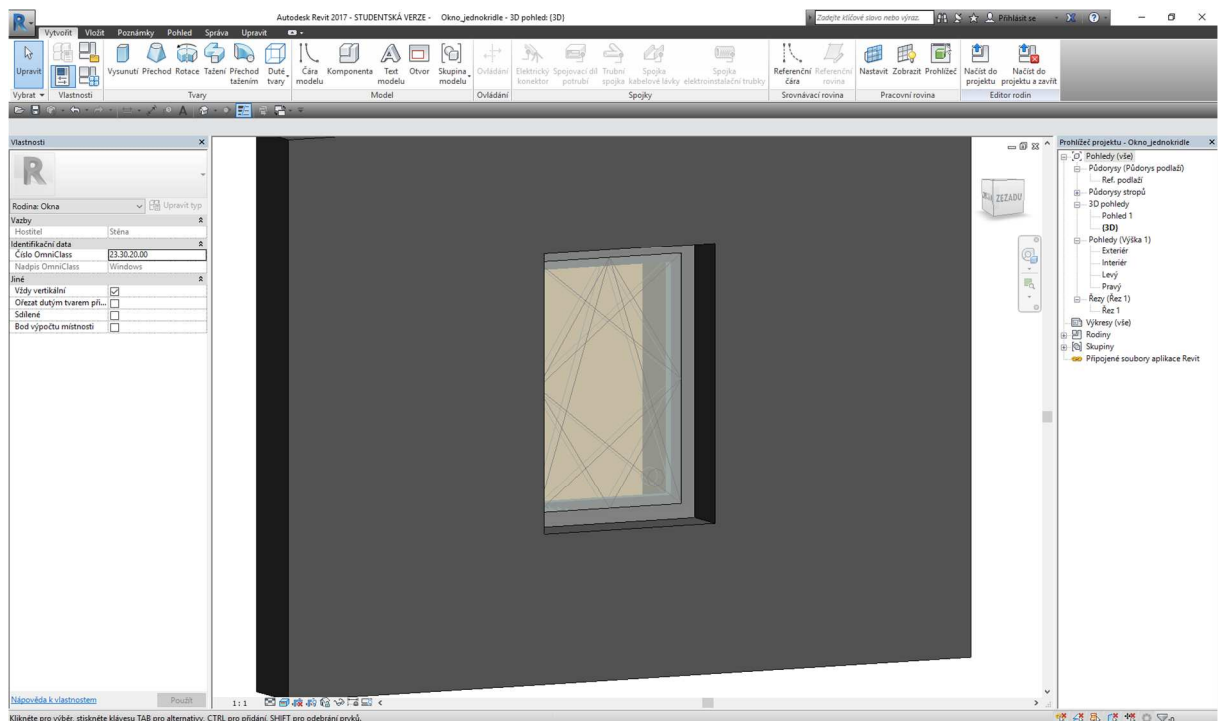 Autodesk Revit 2017 - STUDENTSKÁ VERZE - Okno_jednokridle - 3D pohled: {3D}
Zadejte klíčové slovo nebo výraz.
Přihlásit se
Vytvořit Vložit Poznámky Pohled Správa Upravit
Upravit
Vysunutí Přechod Rotace Tažení Přechod tažením Duté tvary
Čára modelu Komponenta Text modelu Otvor Skupina modelu
Ovládání
Elektrický konektor Spojovací díl potrubí Trubní spojka Spojka kabelové lávky Spojka elektroinstalační trubky
Referenční čára Referenční rovina
Nastavit Zobrazit Prohlížeč
Načíst do projektu Načíst do projektu a zavřít
Vybrat Vlastnosti Tvary Model Ovládání Spojky Srovnávací rovina Pracovní rovina Editor rodin
Vlastnosti
R
Rodina: Okna
Upravit typ
Vazby
Hostitel Stěna
Identifikační data
Číslo OmniClass 23.30.20.00
Nadpis OmniClass Windows
Jiné
Vždy vertikální
Ořezat dutým tvarem při...
Sdílené
Bod výpočtu místnosti
Nápověda k vlastnostem
Použít
ZEZADU
1:1
Prohlížeč projektu - Okno_jednokridle
Pohledy (vše)
Půdorysy (Půdorys podlaží)
Ref. podlaží
Půdorysy stropů
3D pohledy
Pohled 1
{3D}
Pohledy (Výška 1)
Exteriér
Interiér
Levý
Pravý
Řezy (Řez 1)
Řez 1
Výkresy (vše)
Rodiny
Skupiny
Připojené soubory aplikace Revit
Klikněte pro výběr, stiskněte klávesu TAB pro alternativy, CTRL pro přidání, SHIFT pro odebrání prvků.